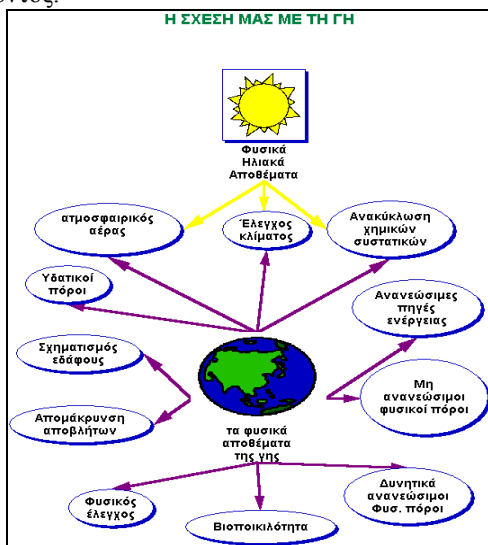 Η ΣΧΕΣΗ ΜΑΣ ΜΕ ΤΗ ΓΗ
Φυσικά
Ηλιακά
Αποθέματα
ατμοσφαιρικός
αέρας
Έλεγχος
κλίματος
Ανακύκλωση
χημικών
συστατικών
Υδατικοί
πόροι
Ανανεώσιμες
πηγές
ενέργειας
Σχηματισμός
εδάφους
Μη
ανανεώσιμοι
φυσικοί πόροι
Απομάκρυνση
αποβλήτων
τα φυσικά
αποθέματα
της γης
Φυσικός
έλεγχος
Βιοποικιλότητα
Δυνητικά
ανανεώσιμοι
Φυσ. πόροι